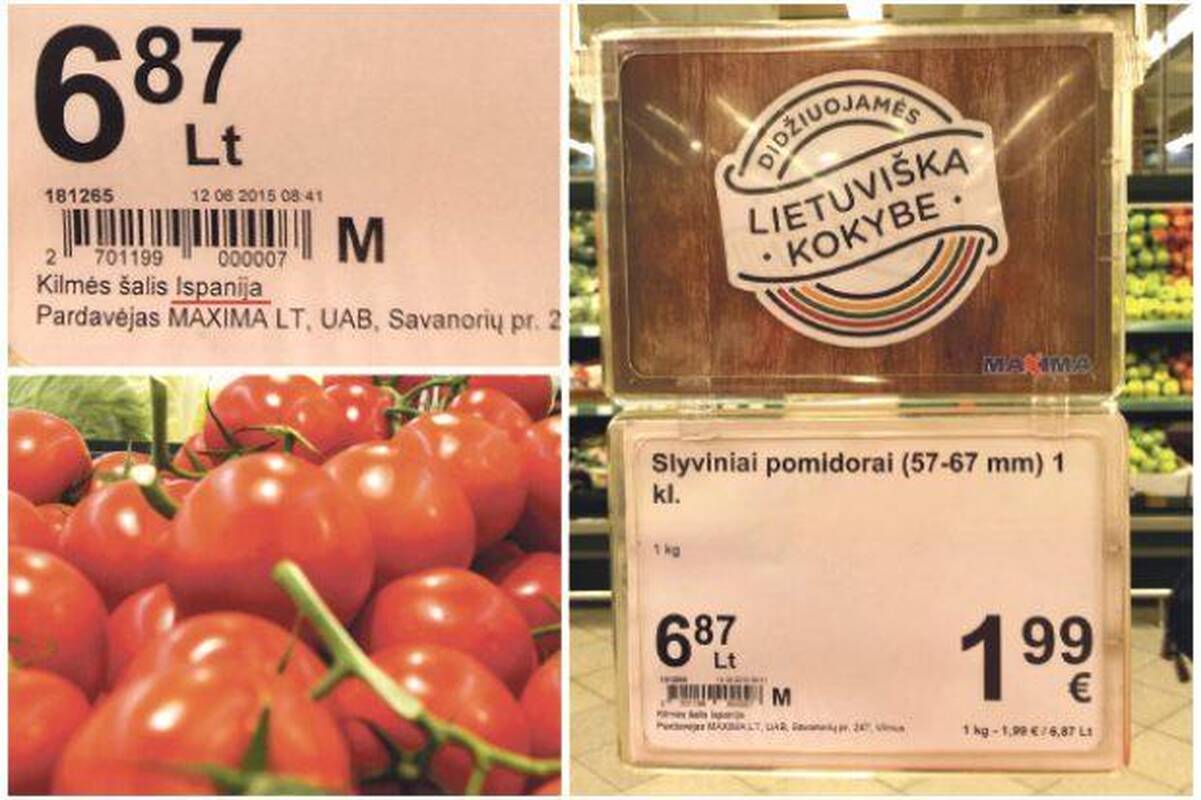 6 87
Lt
181265 12 06 2015 08:41
2 701199 000007 M
Kilmės šalis Ispanija
Pardavėjas MAXIMA LT, UAB, Savanorių pr. 2
DIDŽIUOJAMĖS
LIETUVIŠKA
· KOKYBE ·
MAXIMA
Slyviniai pomidorai (57-67 mm) 1
kl.
1 kg
6 87
Lt
1 99
€
M
Kilmės šalis Ispanija
Pardavėjas MAXIMA LT, UAB, Savanorių pr. 247, Vilnius
1 kg - 1,99 € / 6,87 Lt